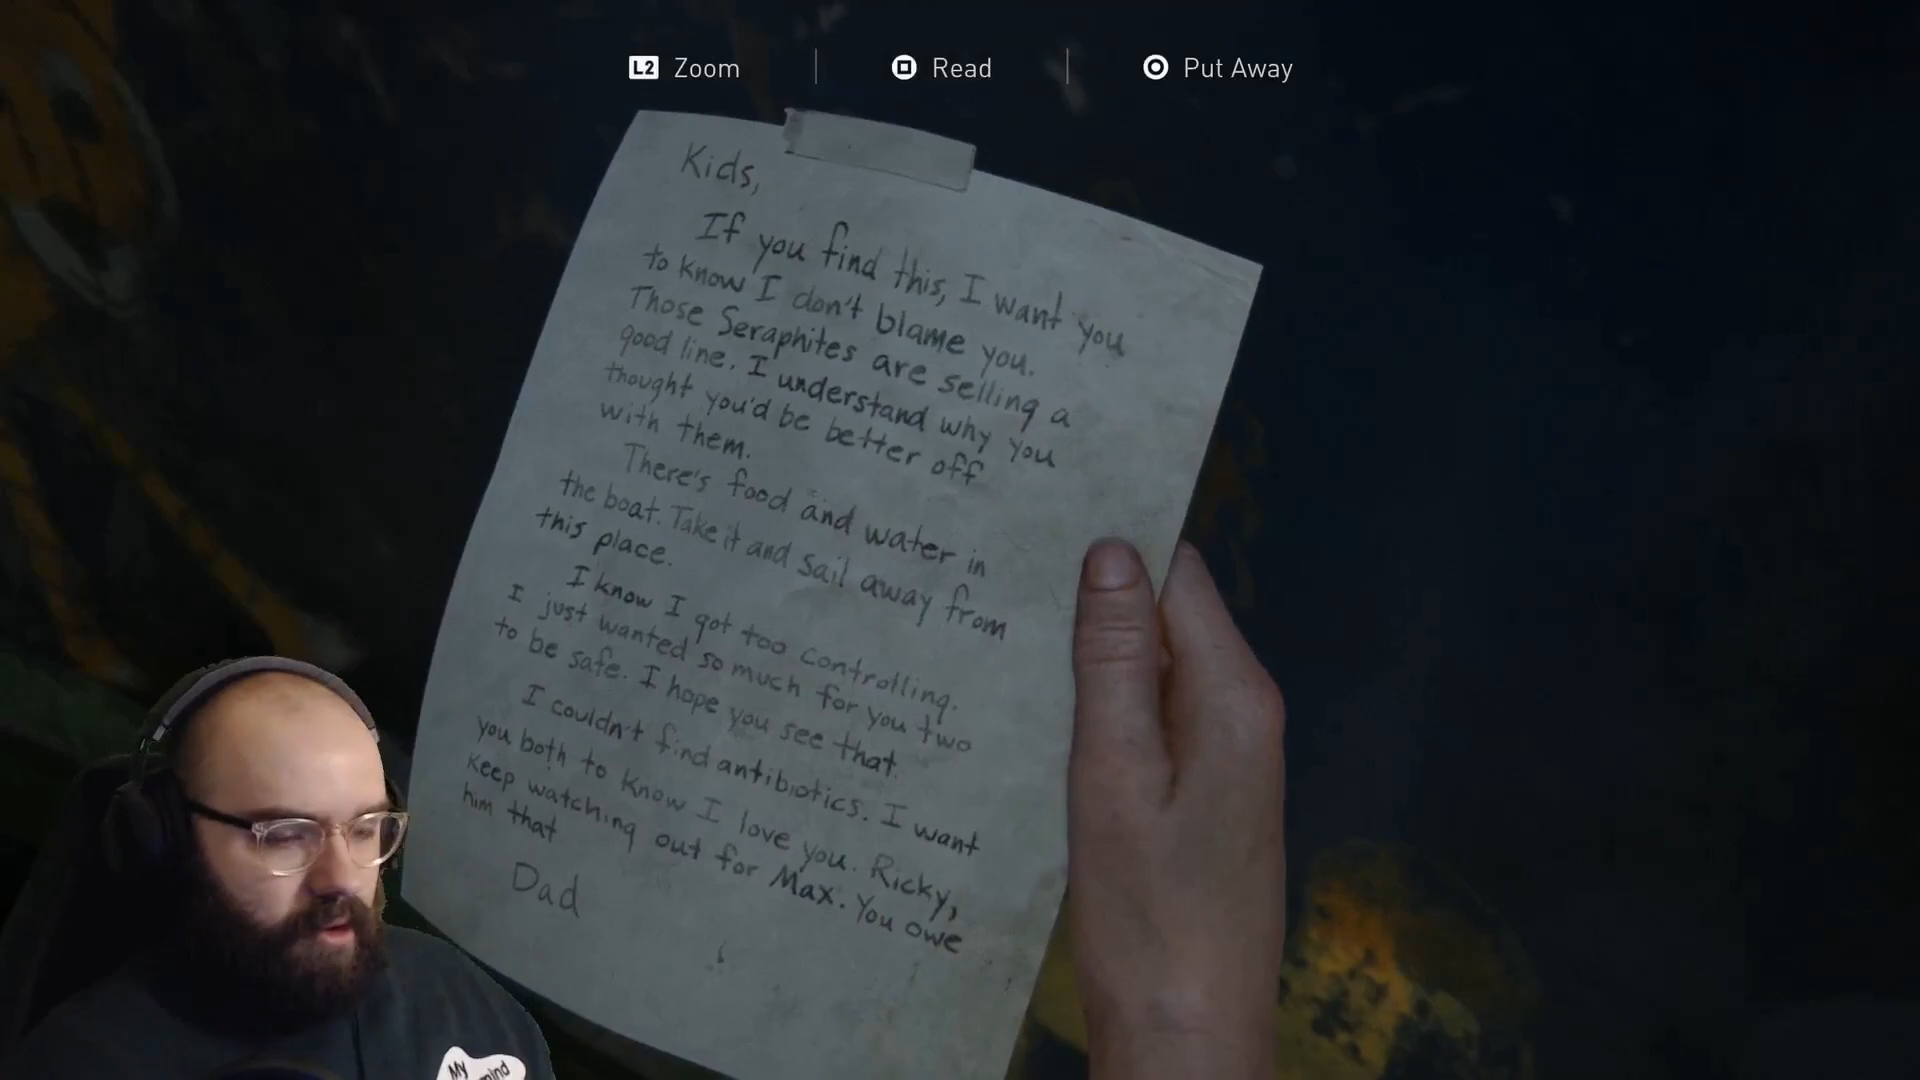 L2 Zoom
Read
Put Away
Kids,
If you find this, I want you
to know I don't blame you.
Those Seraphites are selling a
good line. I understand why you
thought you'd be better off
with them.
There's food and water in
the boat. Take it and sail away from
this place.
I know I got too controlling.
I just wanted so much for you two
to be safe. I hope you see that.
I couldn't find antibiotics. I want
you both to know I love you. Ricky,
keep watching out for Max. You owe
him that
Dad
My
mind